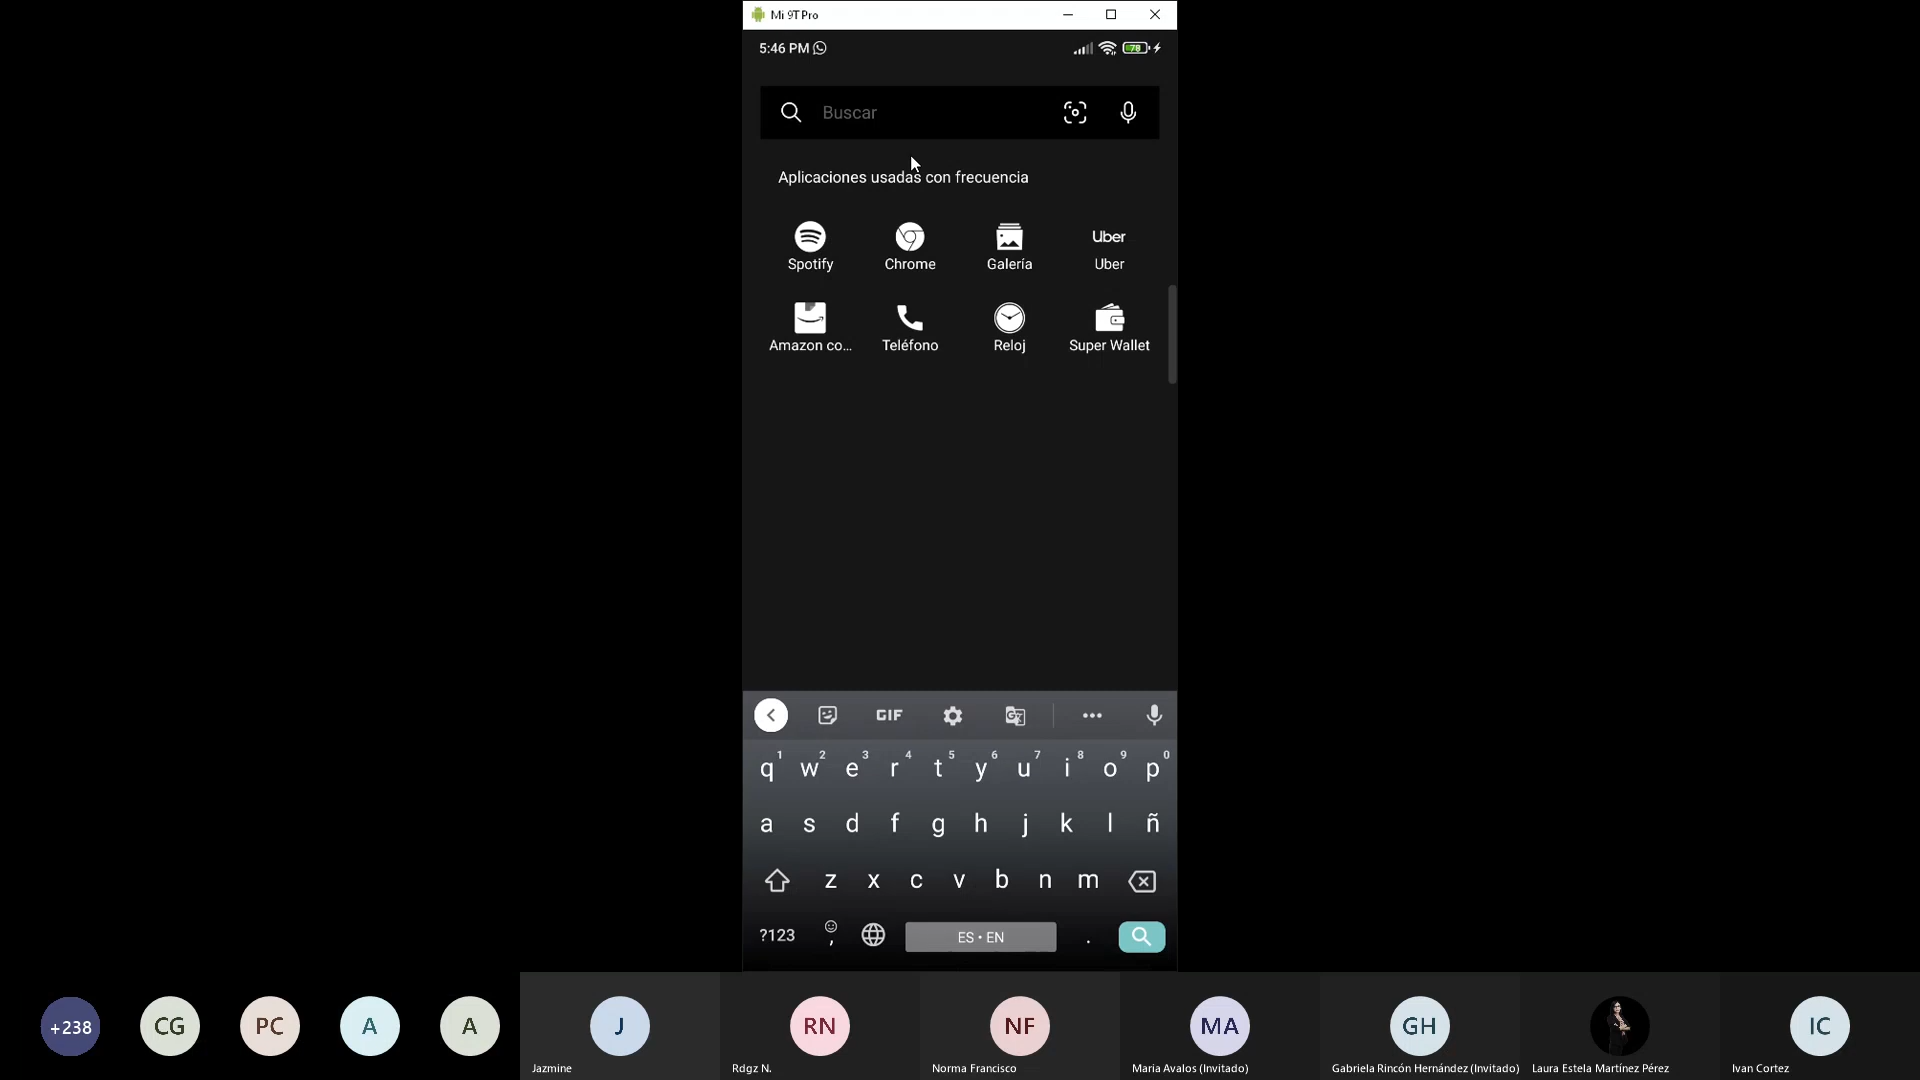 Mi 9T Pro
5:46 PM
78
Buscar
Aplicaciones usadas con frecuencia
Uber
Spotify Chrome Galería Uber
Amazon co... Teléfono Reloj Super Wallet
GIF
1 2 3 4 5 6 7 8 9 0
q w e r t y u i o p
a s d f g h j k l ñ
z x c v b n m
?123 , ES • EN .
+238 CG PC A A J RN NF MA GH IC
Jazmine Rdgz N. Norma Francisco Maria Avalos (Invitado) Gabriela Rincón Hernández (Invitado) Laura Estela Martínez Pérez Ivan Cortez